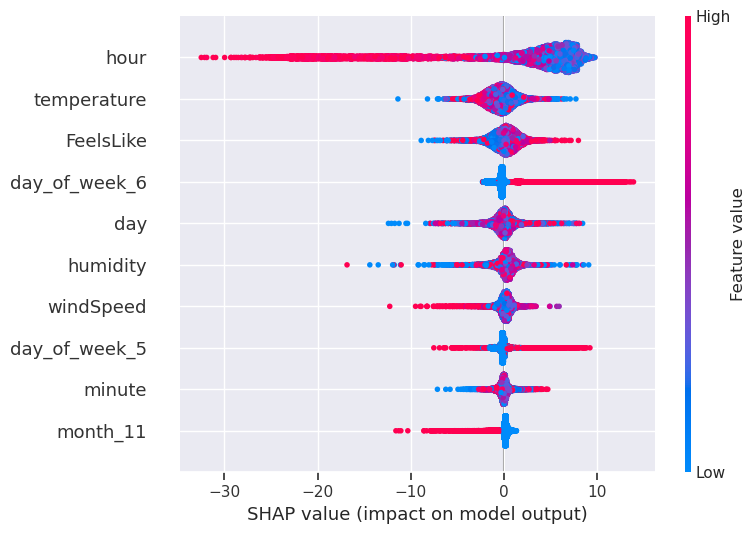 High
hour
temperature
FeelsLike
day_of_week_6
day
humidity
windSpeed
day_of_week_5
minute
month_11
Feature value
Low
−30 −20 −10 0 10
SHAP value (impact on model output)